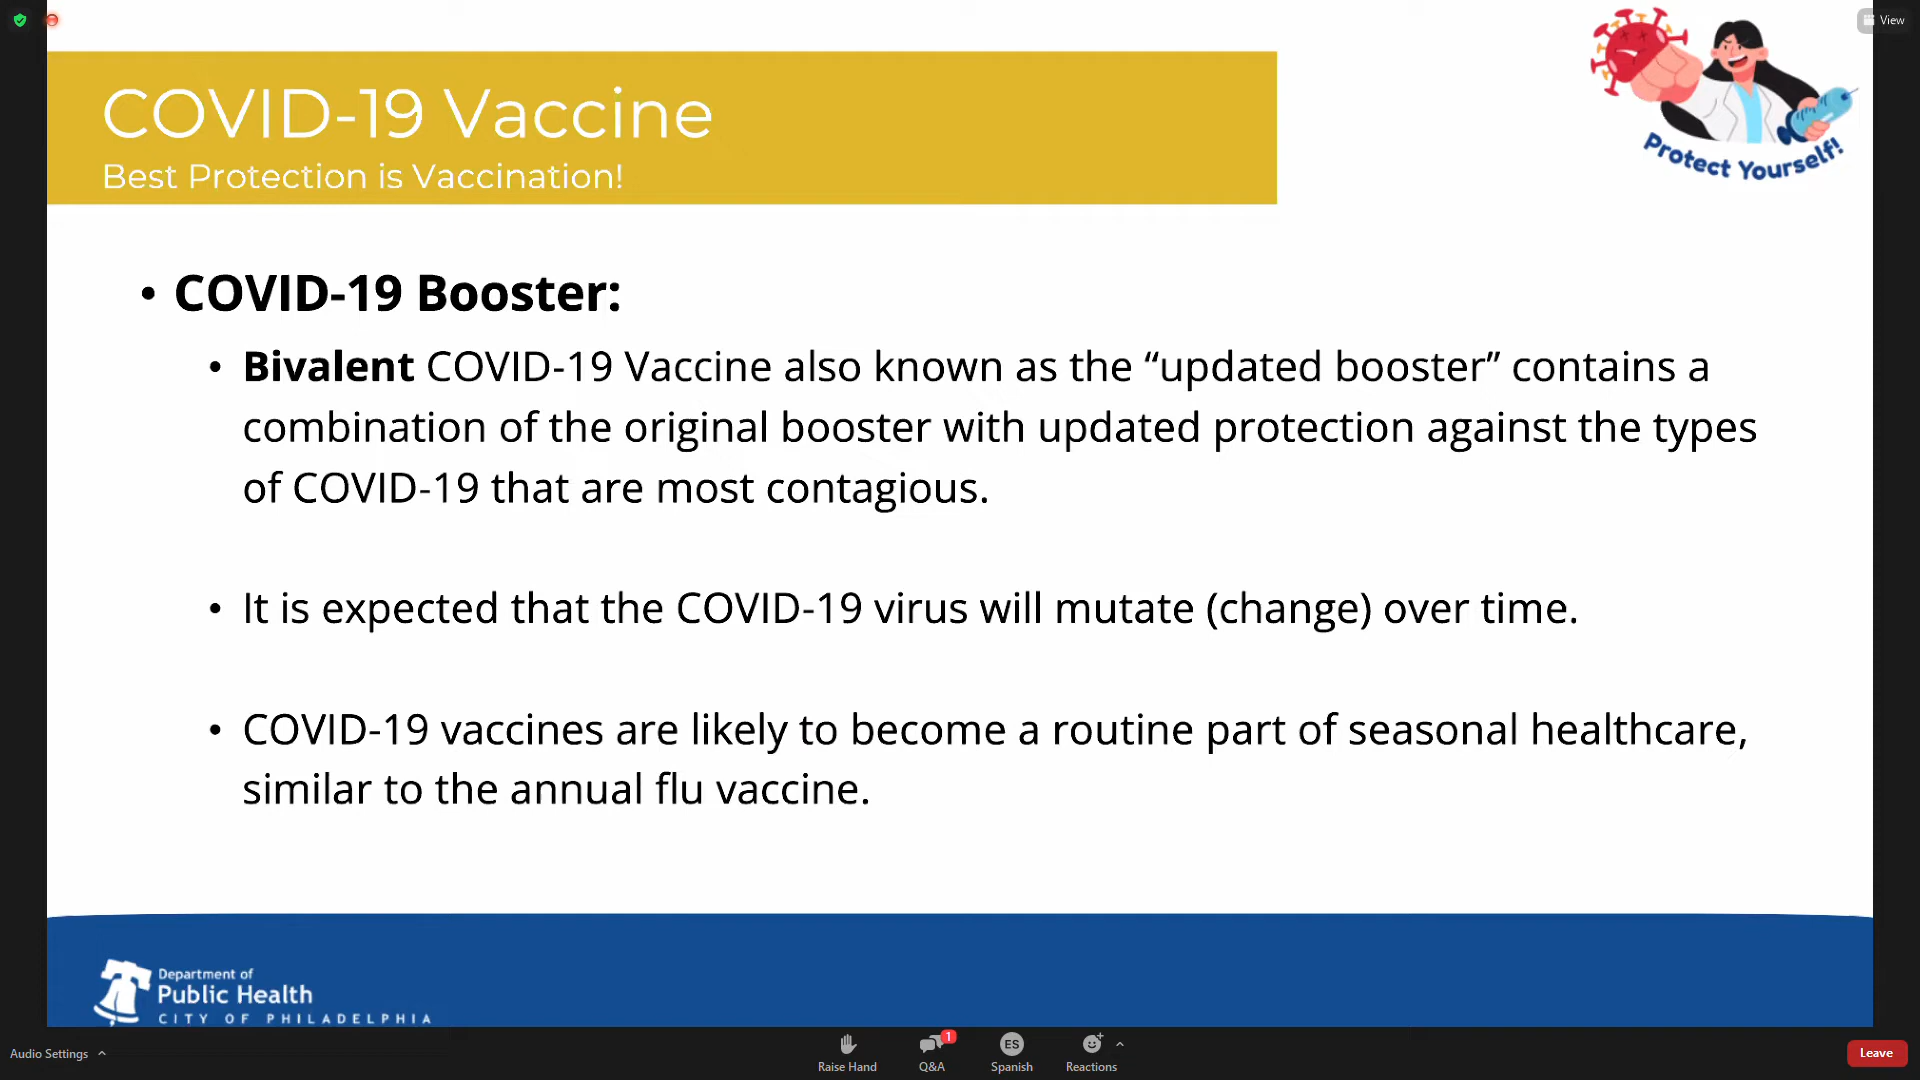 View
COVID-19 Vaccine
Best Protection is Vaccination!
Protect Yourself!
• COVID-19 Booster:
• Bivalent COVID-19 Vaccine also known as the “updated booster” contains a
combination of the original booster with updated protection against the types
of COVID-19 that are most contagious.
• It is expected that the COVID-19 virus will mutate (change) over time.
• COVID-19 vaccines are likely to become a routine part of seasonal healthcare,
similar to the annual flu vaccine.
Department of
Public Health
CITY OF PHILADELPHIA
Audio Settings
Raise Hand
1
Q&A
ES
Spanish
Reactions
Leave